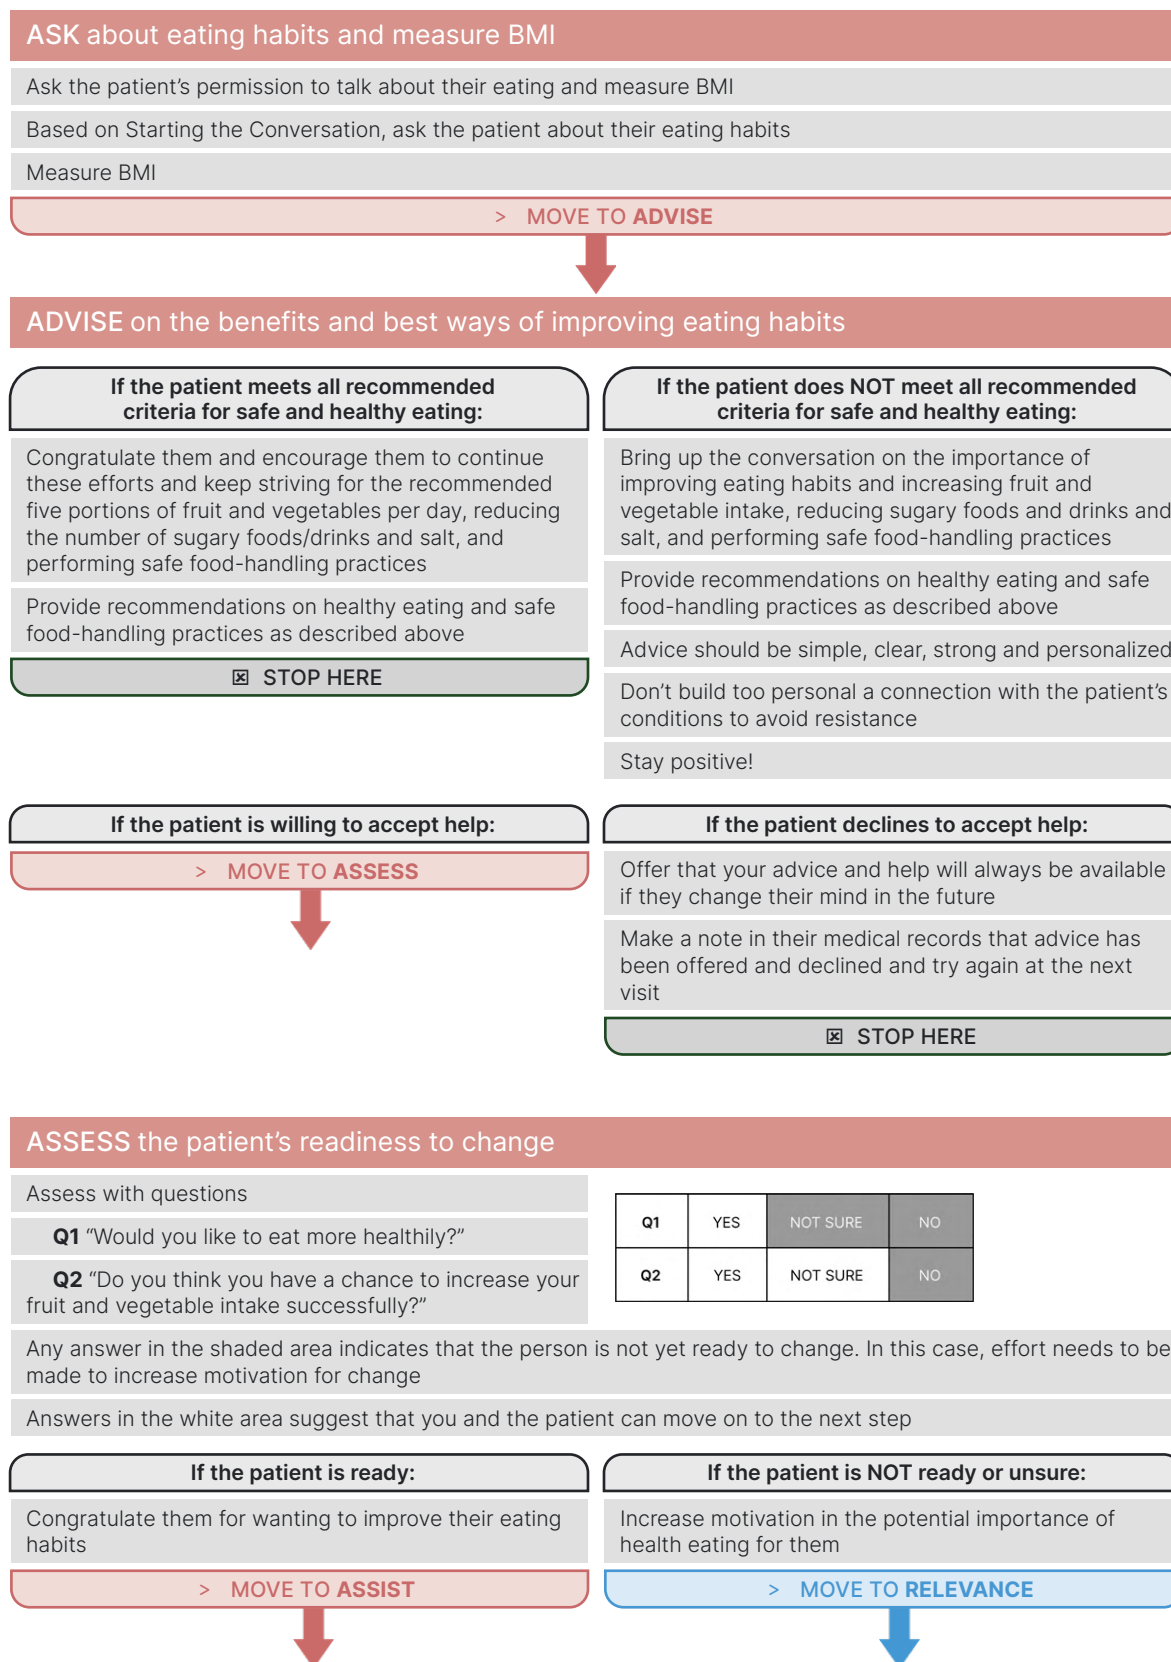 ASK about eating habits and measure BMI
Ask the patient’s permission to talk about their eating and measure BMI
Based on Starting the Conversation, ask the patient about their eating habits
Measure BMI
> MOVE TO ADVISE
ADVISE on the benefits and best ways of improving eating habits
If the patient meets all recommended
criteria for safe and healthy eating:
Congratulate them and encourage them to continue
these efforts and keep striving for the recommended
five portions of fruit and vegetables per day, reducing
the number of sugary foods/drinks and salt, and
performing safe food-handling practices
Provide recommendations on healthy eating and safe
food-handling practices as described above
☒ STOP HERE
If the patient does NOT meet all recommended
criteria for safe and healthy eating:
Bring up the conversation on the importance of
improving eating habits and increasing fruit and
vegetable intake, reducing sugary foods and drinks and
salt, and performing safe food-handling practices
Provide recommendations on healthy eating and safe
food-handling practices as described above
Advice should be simple, clear, strong and personalized
Don’t build too personal a connection with the patient’s
conditions to avoid resistance
Stay positive!
If the patient is willing to accept help:
> MOVE TO ASSESS
If the patient declines to accept help:
Offer that your advice and help will always be available
if they change their mind in the future
Make a note in their medical records that advice has
been offered and declined and try again at the next
visit
☒ STOP HERE
ASSESS the patient’s readiness to change
Assess with questions
Q1 “Would you like to eat more healthily?”
Q2 “Do you think you have a chance to increase your
fruit and vegetable intake successfully?”
Q1 YES NOT SURE NO
Q2 YES NOT SURE NO
Any answer in the shaded area indicates that the person is not yet ready to change. In this case, effort needs to be
made to increase motivation for change
Answers in the white area suggest that you and the patient can move on to the next step
If the patient is ready:
Congratulate them for wanting to improve their eating
habits
> MOVE TO ASSIST
If the patient is NOT ready or unsure:
Increase motivation in the potential importance of
health eating for them
> MOVE TO RELEVANCE